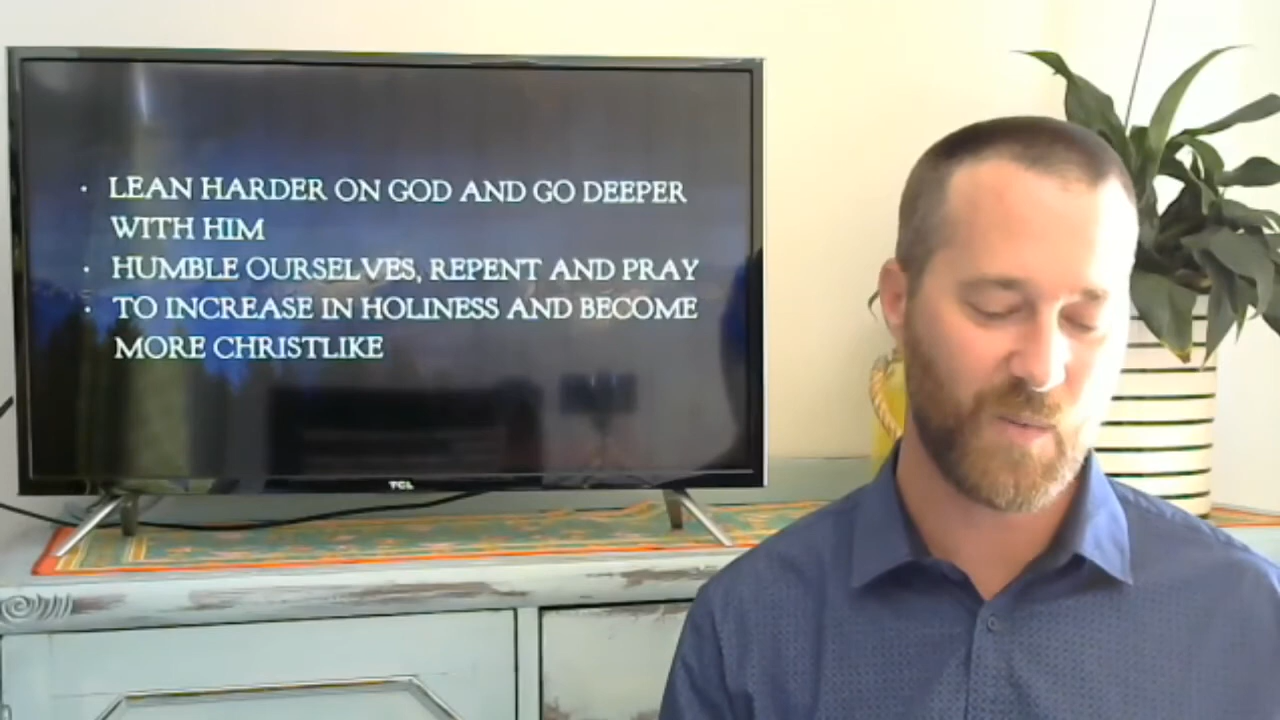 · LEAN HARDER ON GOD AND GO DEEPER
WITH HIM
· HUMBLE OURSELVES, REPENT AND PRAY
· TO INCREASE IN HOLINESS AND BECOME
MORE CHRISTLIKE
TCL